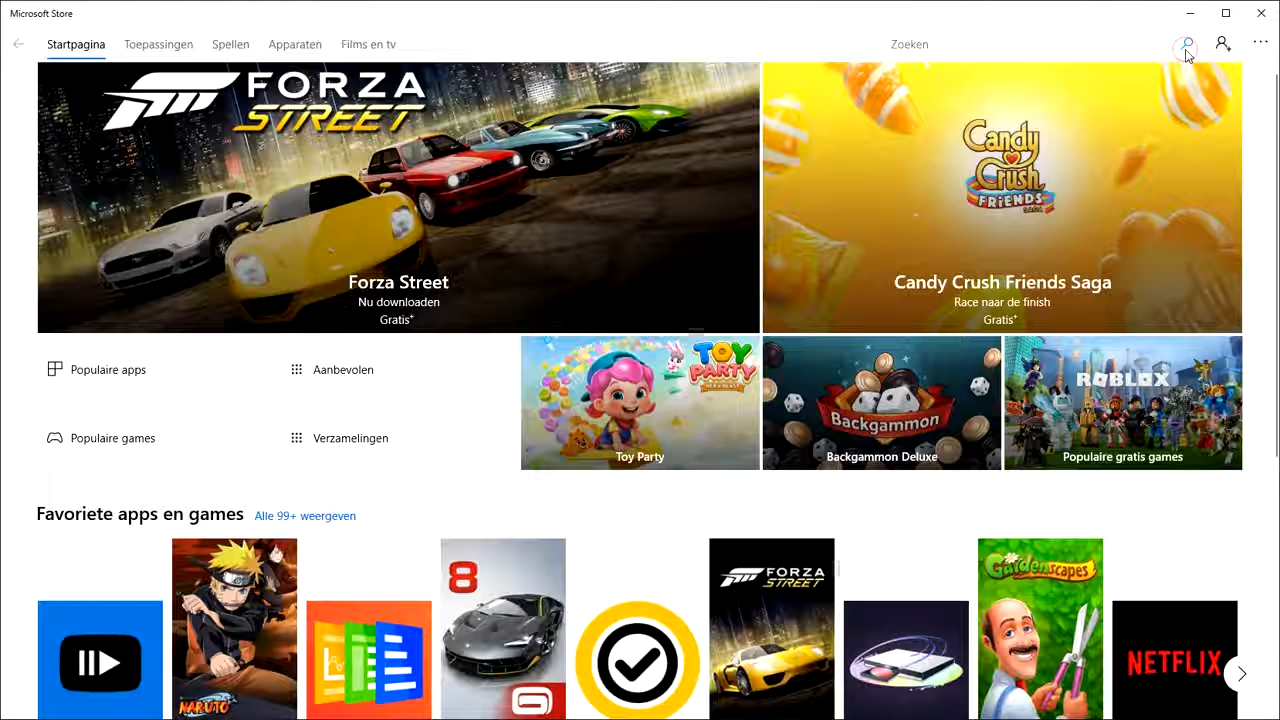 Microsoft Store
Startpagina Toepassingen Spellen Apparaten Films en tv Zoeken
FORZA
STREET
Forza Street
Nu downloaden
Gratis+
Candy
Crush
FRIENDS
SAGA
Candy Crush Friends Saga
Race naar de finish
Gratis+
Populaire apps
Aanbevolen
Populaire games
Verzamelingen
TOY
PARTY
Toy Party
Backgammon
Backgammon Deluxe
ROBLOX
Populaire gratis games
Favoriete apps en games Alle 99+ weergeven
NARUTO
8
FORZA
STREET
Gardenscapes
NETFLIX